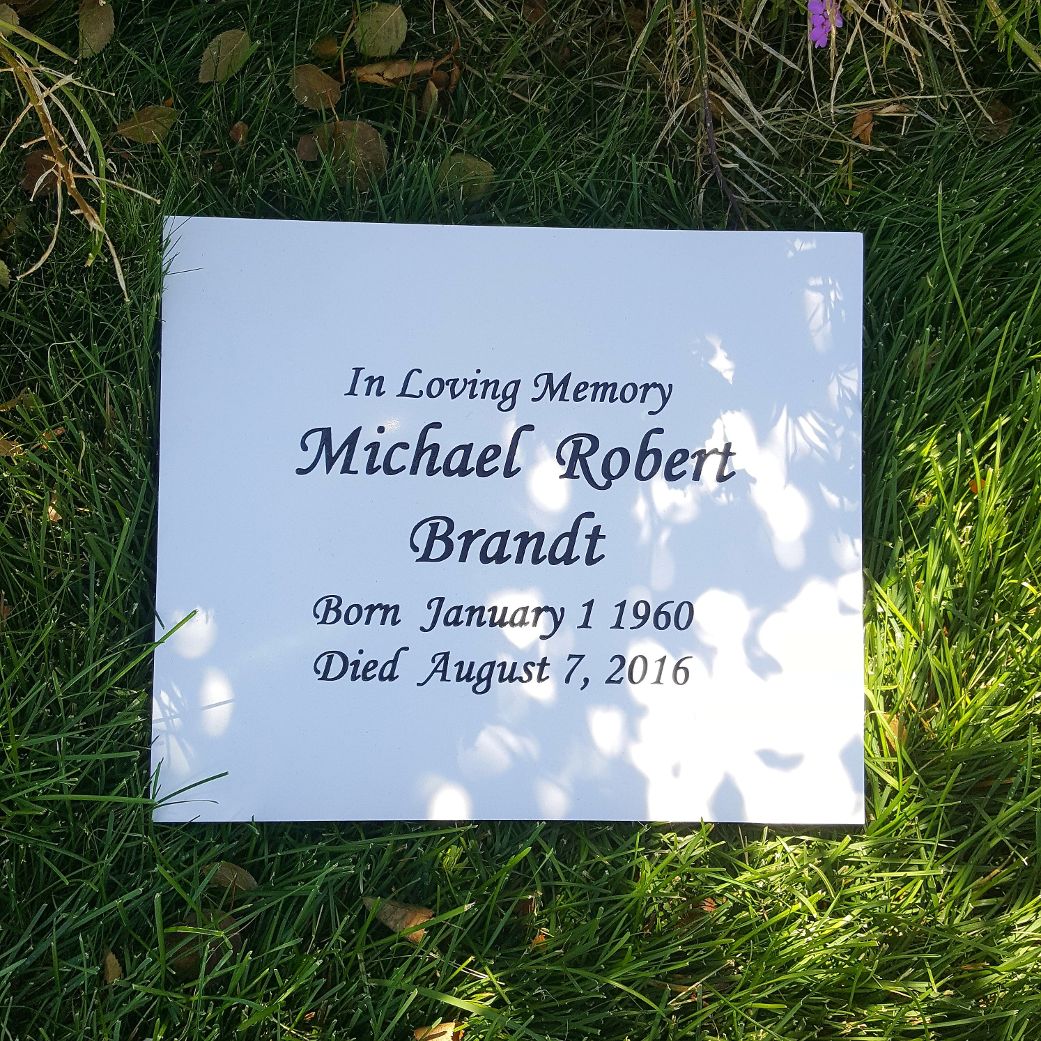 In Loving Memory
Michael Robert
Brandt
Born January 1 1960
Died August 7, 2016